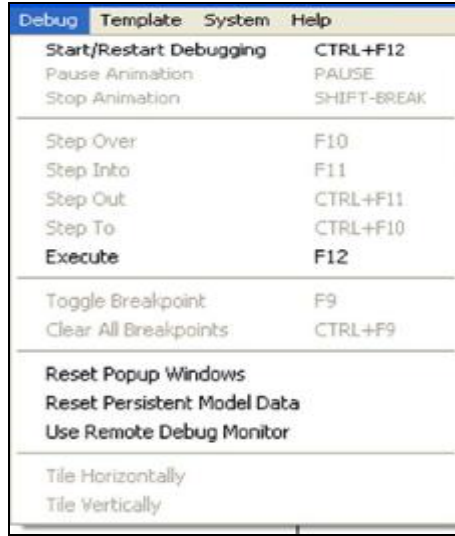 Debug Template System Help
Start/Restart Debugging CTRL+F12
Pause Animation PAUSE
Stop Animation SHIFT-BREAK
Step Over F10
Step Into F11
Step Out CTRL+F11
Step To CTRL+F10
Execute F12
Toggle Breakpoint F9
Clear All Breakpoints CTRL+F9
Reset Popup Windows
Reset Persistent Model Data
Use Remote Debug Monitor
Tile Horizontally
Tile Vertically